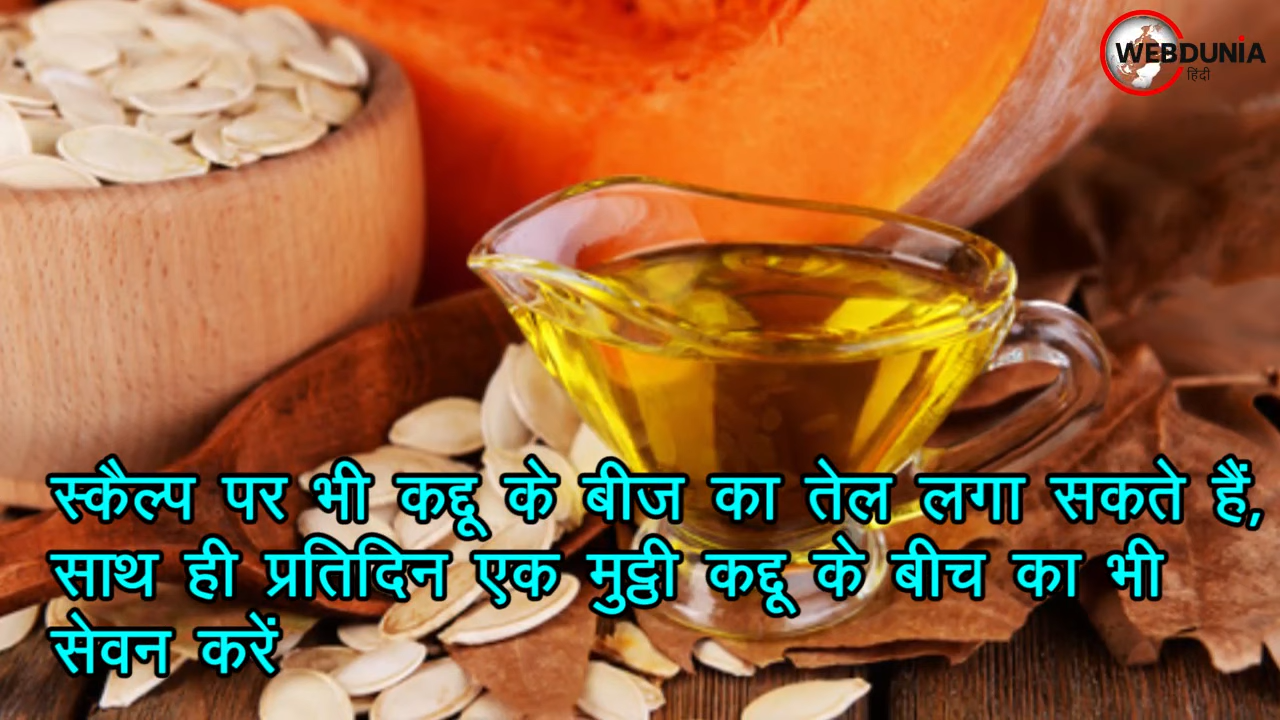 WEBDUNIA
हिंदी
स्कैल्प पर भी कद्दू के बीज का तेल लगा सकते हैं,
साथ ही प्रतिदिन एक मुट्ठी कद्दू के बीच का भी
सेवन करें